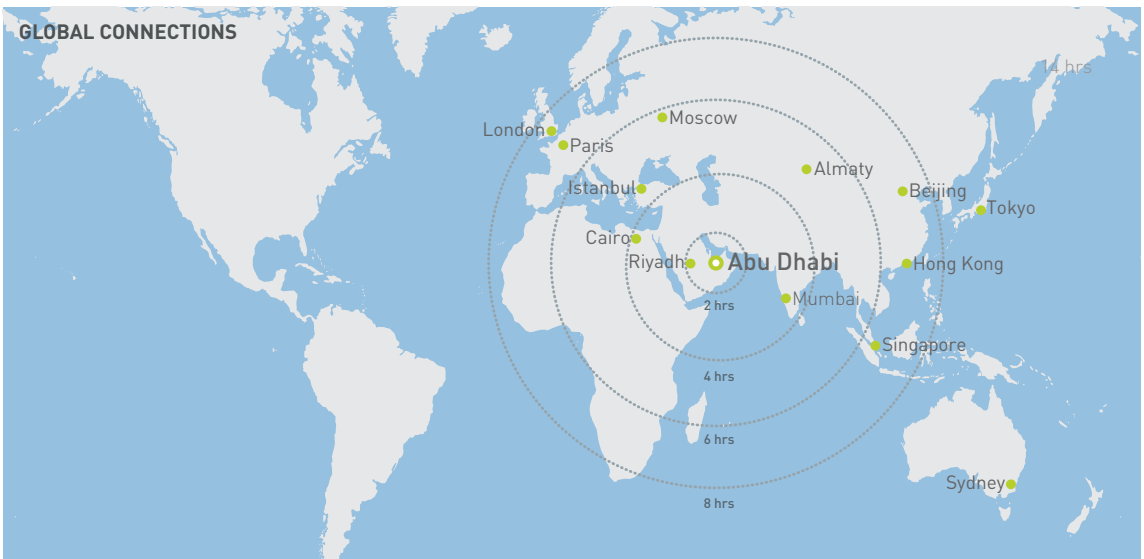 GLOBAL CONNECTIONS
14 hrs
London
Moscow
Paris
Almaty
Istanbul
Beijing
Tokyo
Cairo
Riyadh
Abu Dhabi
Hong Kong
2 hrs
Mumbai
Singapore
4 hrs
6 hrs
Sydney
8 hrs